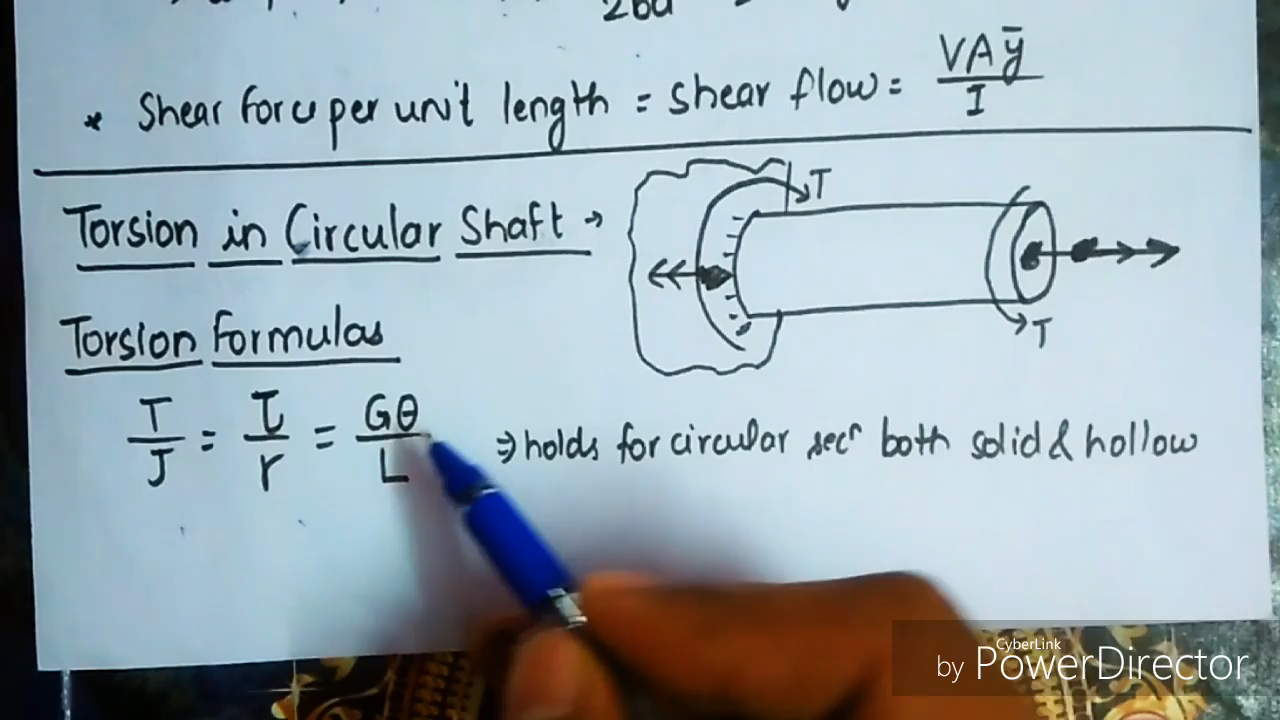 2bd
* Shear force per unit length = shear flow = VAȳ / I
Torsion in Circular Shaft →
T
T
Torsion formulas
T/J = τ/r = Gθ/L ⇒ holds for circular secⁿ both solid & hollow
CyberLink
by PowerDirector